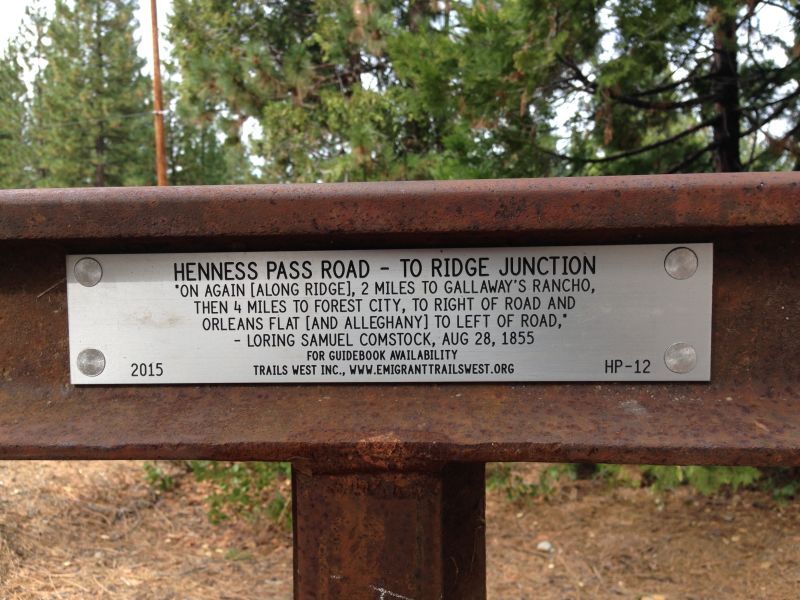 HENNESS PASS ROAD - TO RIDGE JUNCTION
"ON AGAIN [ALONG RIDGE], 2 MILES TO GALLAWAY'S RANCHO,
THEN 4 MILES TO FOREST CITY, TO RIGHT OF ROAD AND
ORLEANS FLAT [AND ALLEGHANY] TO LEFT OF ROAD,"
- LORING SAMUEL COMSTOCK, AUG 28, 1855
FOR GUIDEBOOK AVAILABILITY
2015 TRAILS WEST INC., WWW.EMIGRANTTRAILSWEST.ORG HP-12